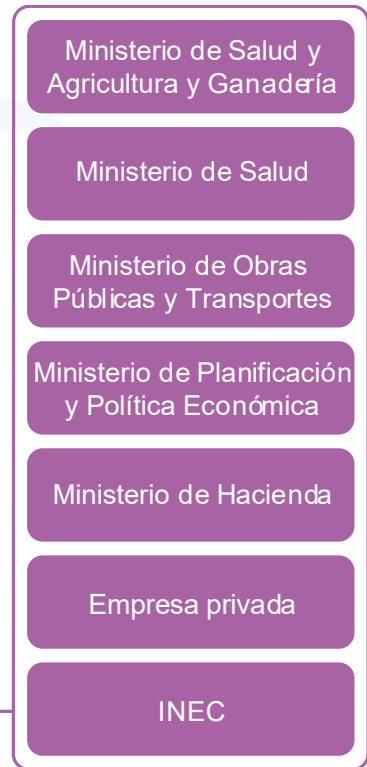 Ministerio de Salud y
Agricultura y Ganadería
Ministerio de Salud
Ministerio de Obras
Públicas y Transportes
Ministerio de Planificación
y Política Económica
Ministerio de Hacienda
Empresa privada
INEC